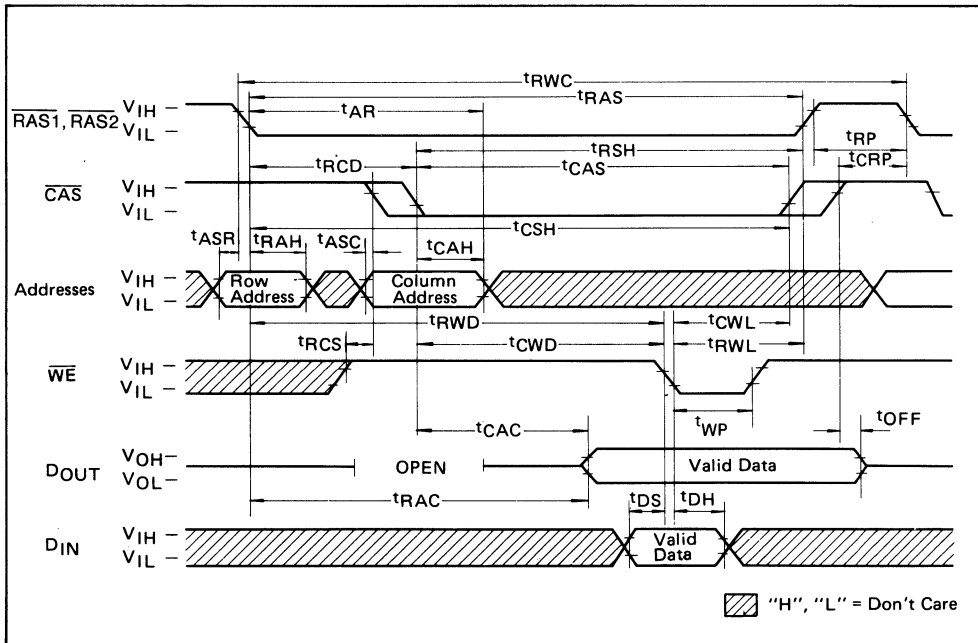 tRWC
tRAS
tAR
RAS1, RAS2
VIH
VIL
tRP
tRSH
tCRP
tRCD
tCAS
CAS
VIH
VIL
tCSH
tASR
tRAH
tASC
tCAH
Addresses
VIH
VIL
Row
Address
Column
Address
tRWD
tCWL
tRCS
tCWD
tRWL
WE
VIH
VIL
tWP
tOFF
tCAC
DOUT
VOH
VOL
OPEN
Valid Data
tRAC
tDS
tDH
DIN
VIH
VIL
Valid
Data
"H", "L" = Don't Care